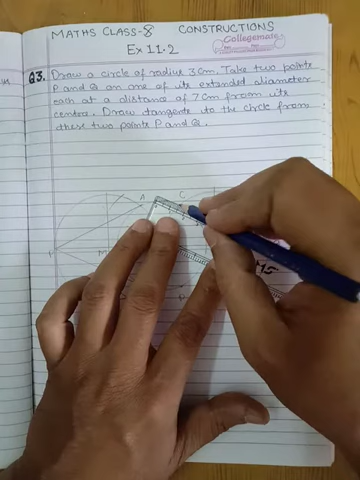 MATHS CLASS-8 CONSTRUCTIONS
Ex 11.2
Collegemate
Q3. Draw a circle of radius 3 cm. Take two points
P and Q on one of its extended diameter
each at a distance of 7 cm from its
centre. Draw tangents to the circle from
these two points P and Q.
A C
P M